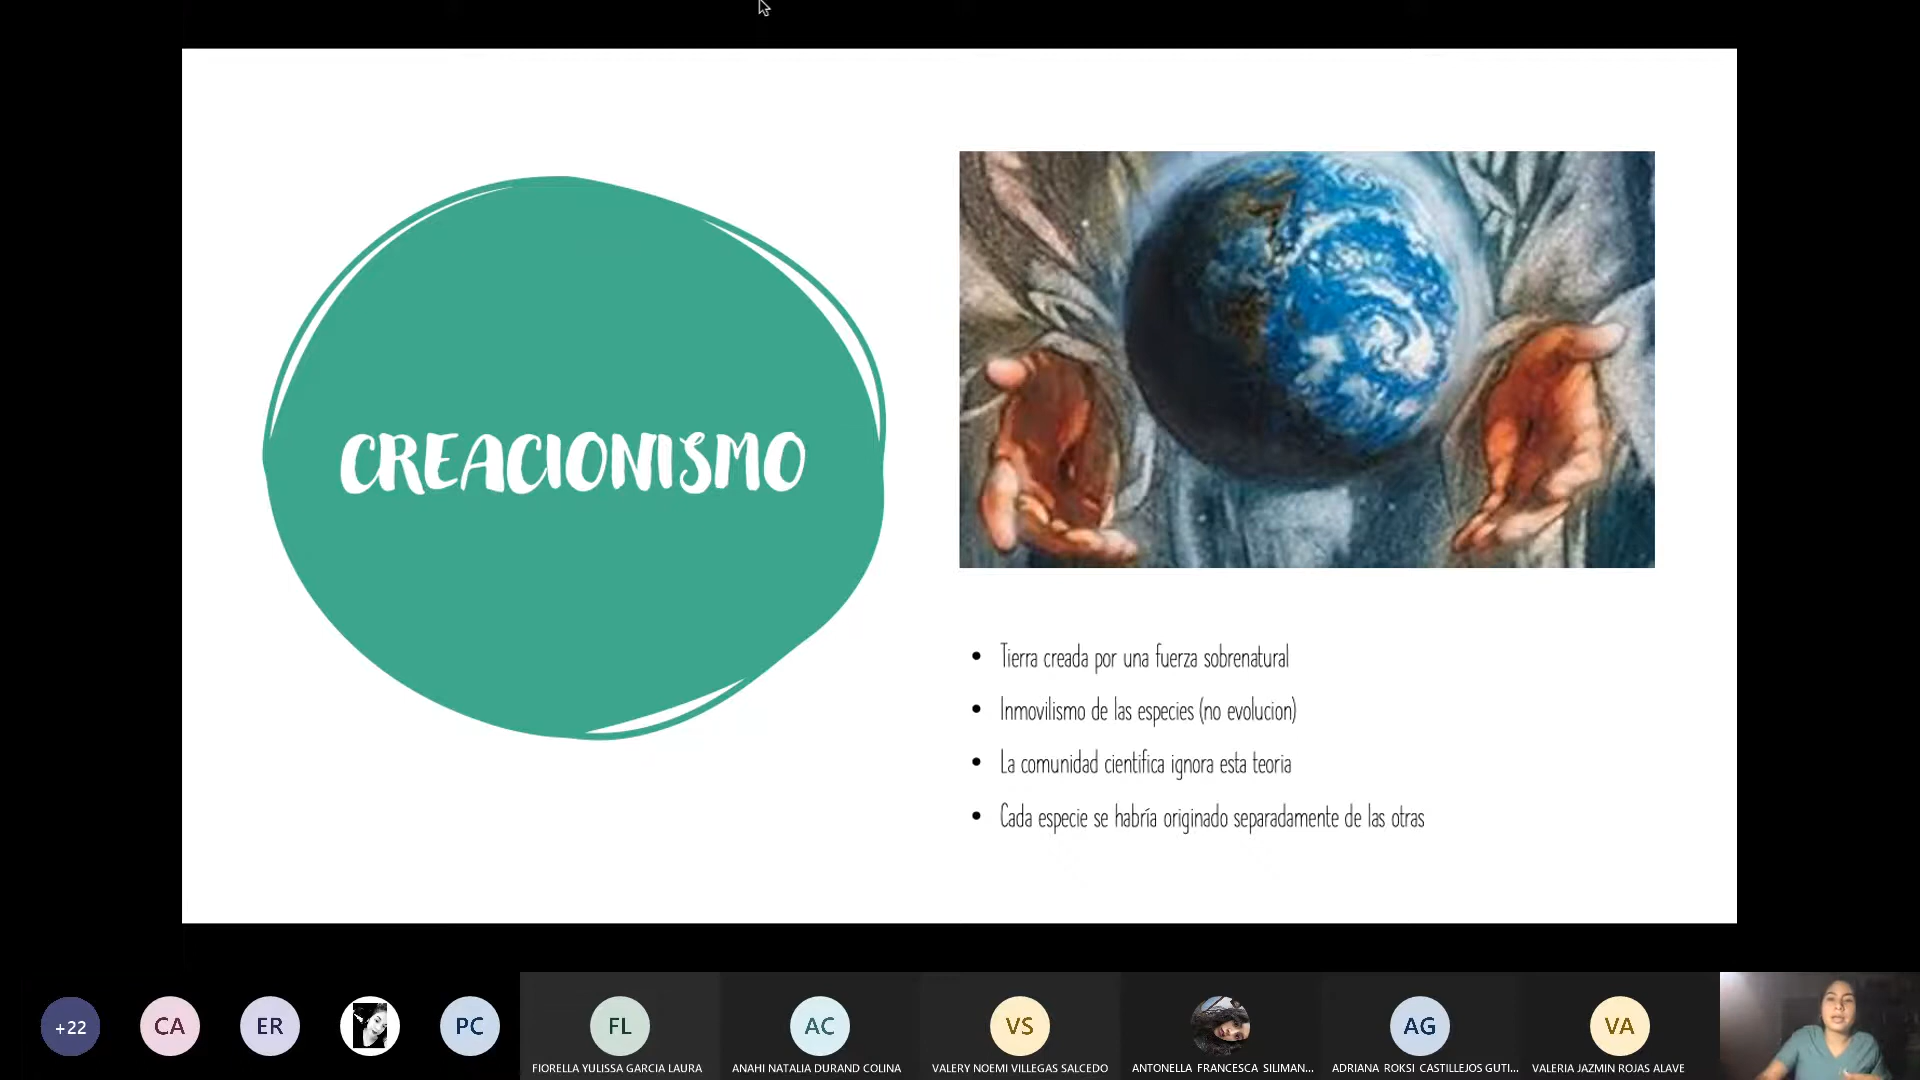 CREACIONISMO
• Tierra creada por una fuerza sobrenatural
• Inmovilismo de las especies (no evolucion)
• La comunidad cientifica ignora esta teoria
• Cada especie se habría originado separadamente de las otras
+22
CA
ER
PC
FL
AC
VS
AG
VA
FIORELLA YULISSA GARCIA LAURA
ANAHI NATALIA DURAND COLINA
VALERY NOEMI VILLEGAS SALCEDO
ANTONELLA FRANCESCA SILIMAN...
ADRIANA ROKSI CASTILLEJOS GUTI...
VALERIA JAZMIN ROJAS ALAVE